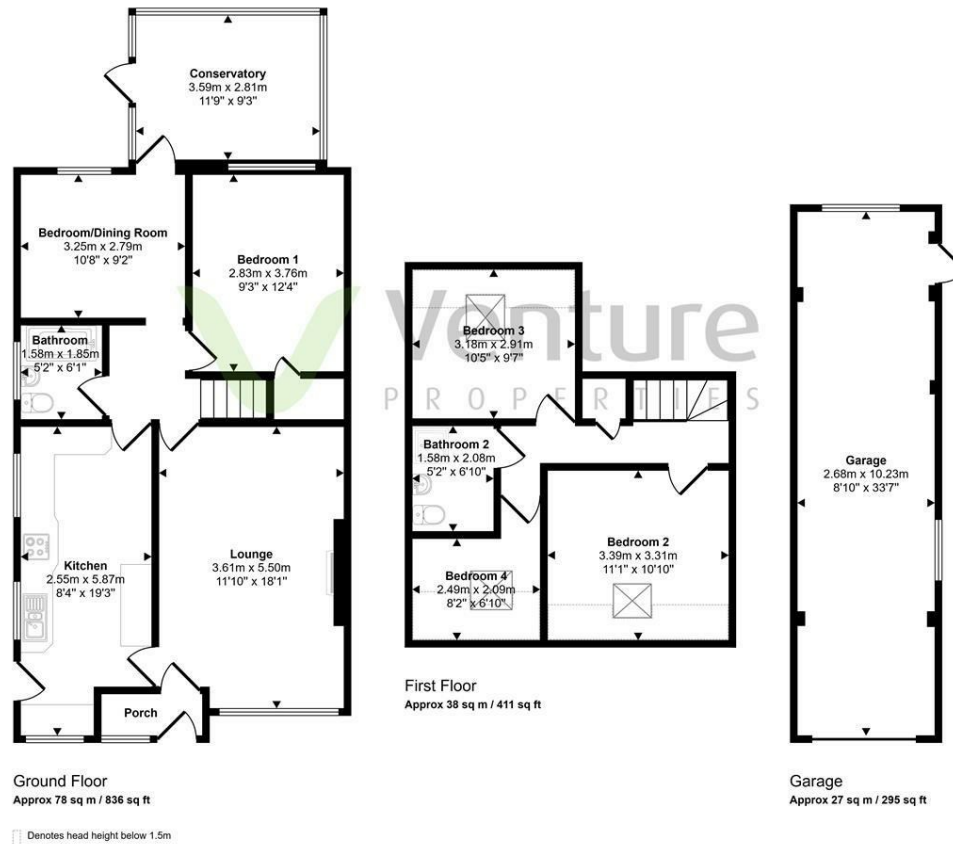 Conservatory
3.59m x 2.81m
11'9" x 9'3"
Bedroom/Dining Room
3.25m x 2.79m
10'8" x 9'2"
Bedroom 1
2.83m x 3.76m
9'3" x 12'4"
Bathroom
1.58m x 1.85m
5'2" x 6'1"
Kitchen
2.55m x 5.87m
8'4" x 19'3"
Lounge
3.61m x 5.50m
11'10" x 18'1"
Porch
Ground Floor
Approx 78 sq m / 836 sq ft
Denotes head height below 1.5m
Venture
PROPERTIES
Bedroom 3
3.18m x 2.91m
10'5" x 9'7"
Bathroom 2
1.58m x 2.08m
5'2" x 6'10"
Bedroom 2
3.39m x 3.31m
11'1" x 10'10"
Bedroom 4
2.49m x 2.09m
8'2" x 6'10"
First Floor
Approx 38 sq m / 411 sq ft
Garage
2.68m x 10.23m
8'10" x 33'7"
Garage
Approx 27 sq m / 295 sq ft